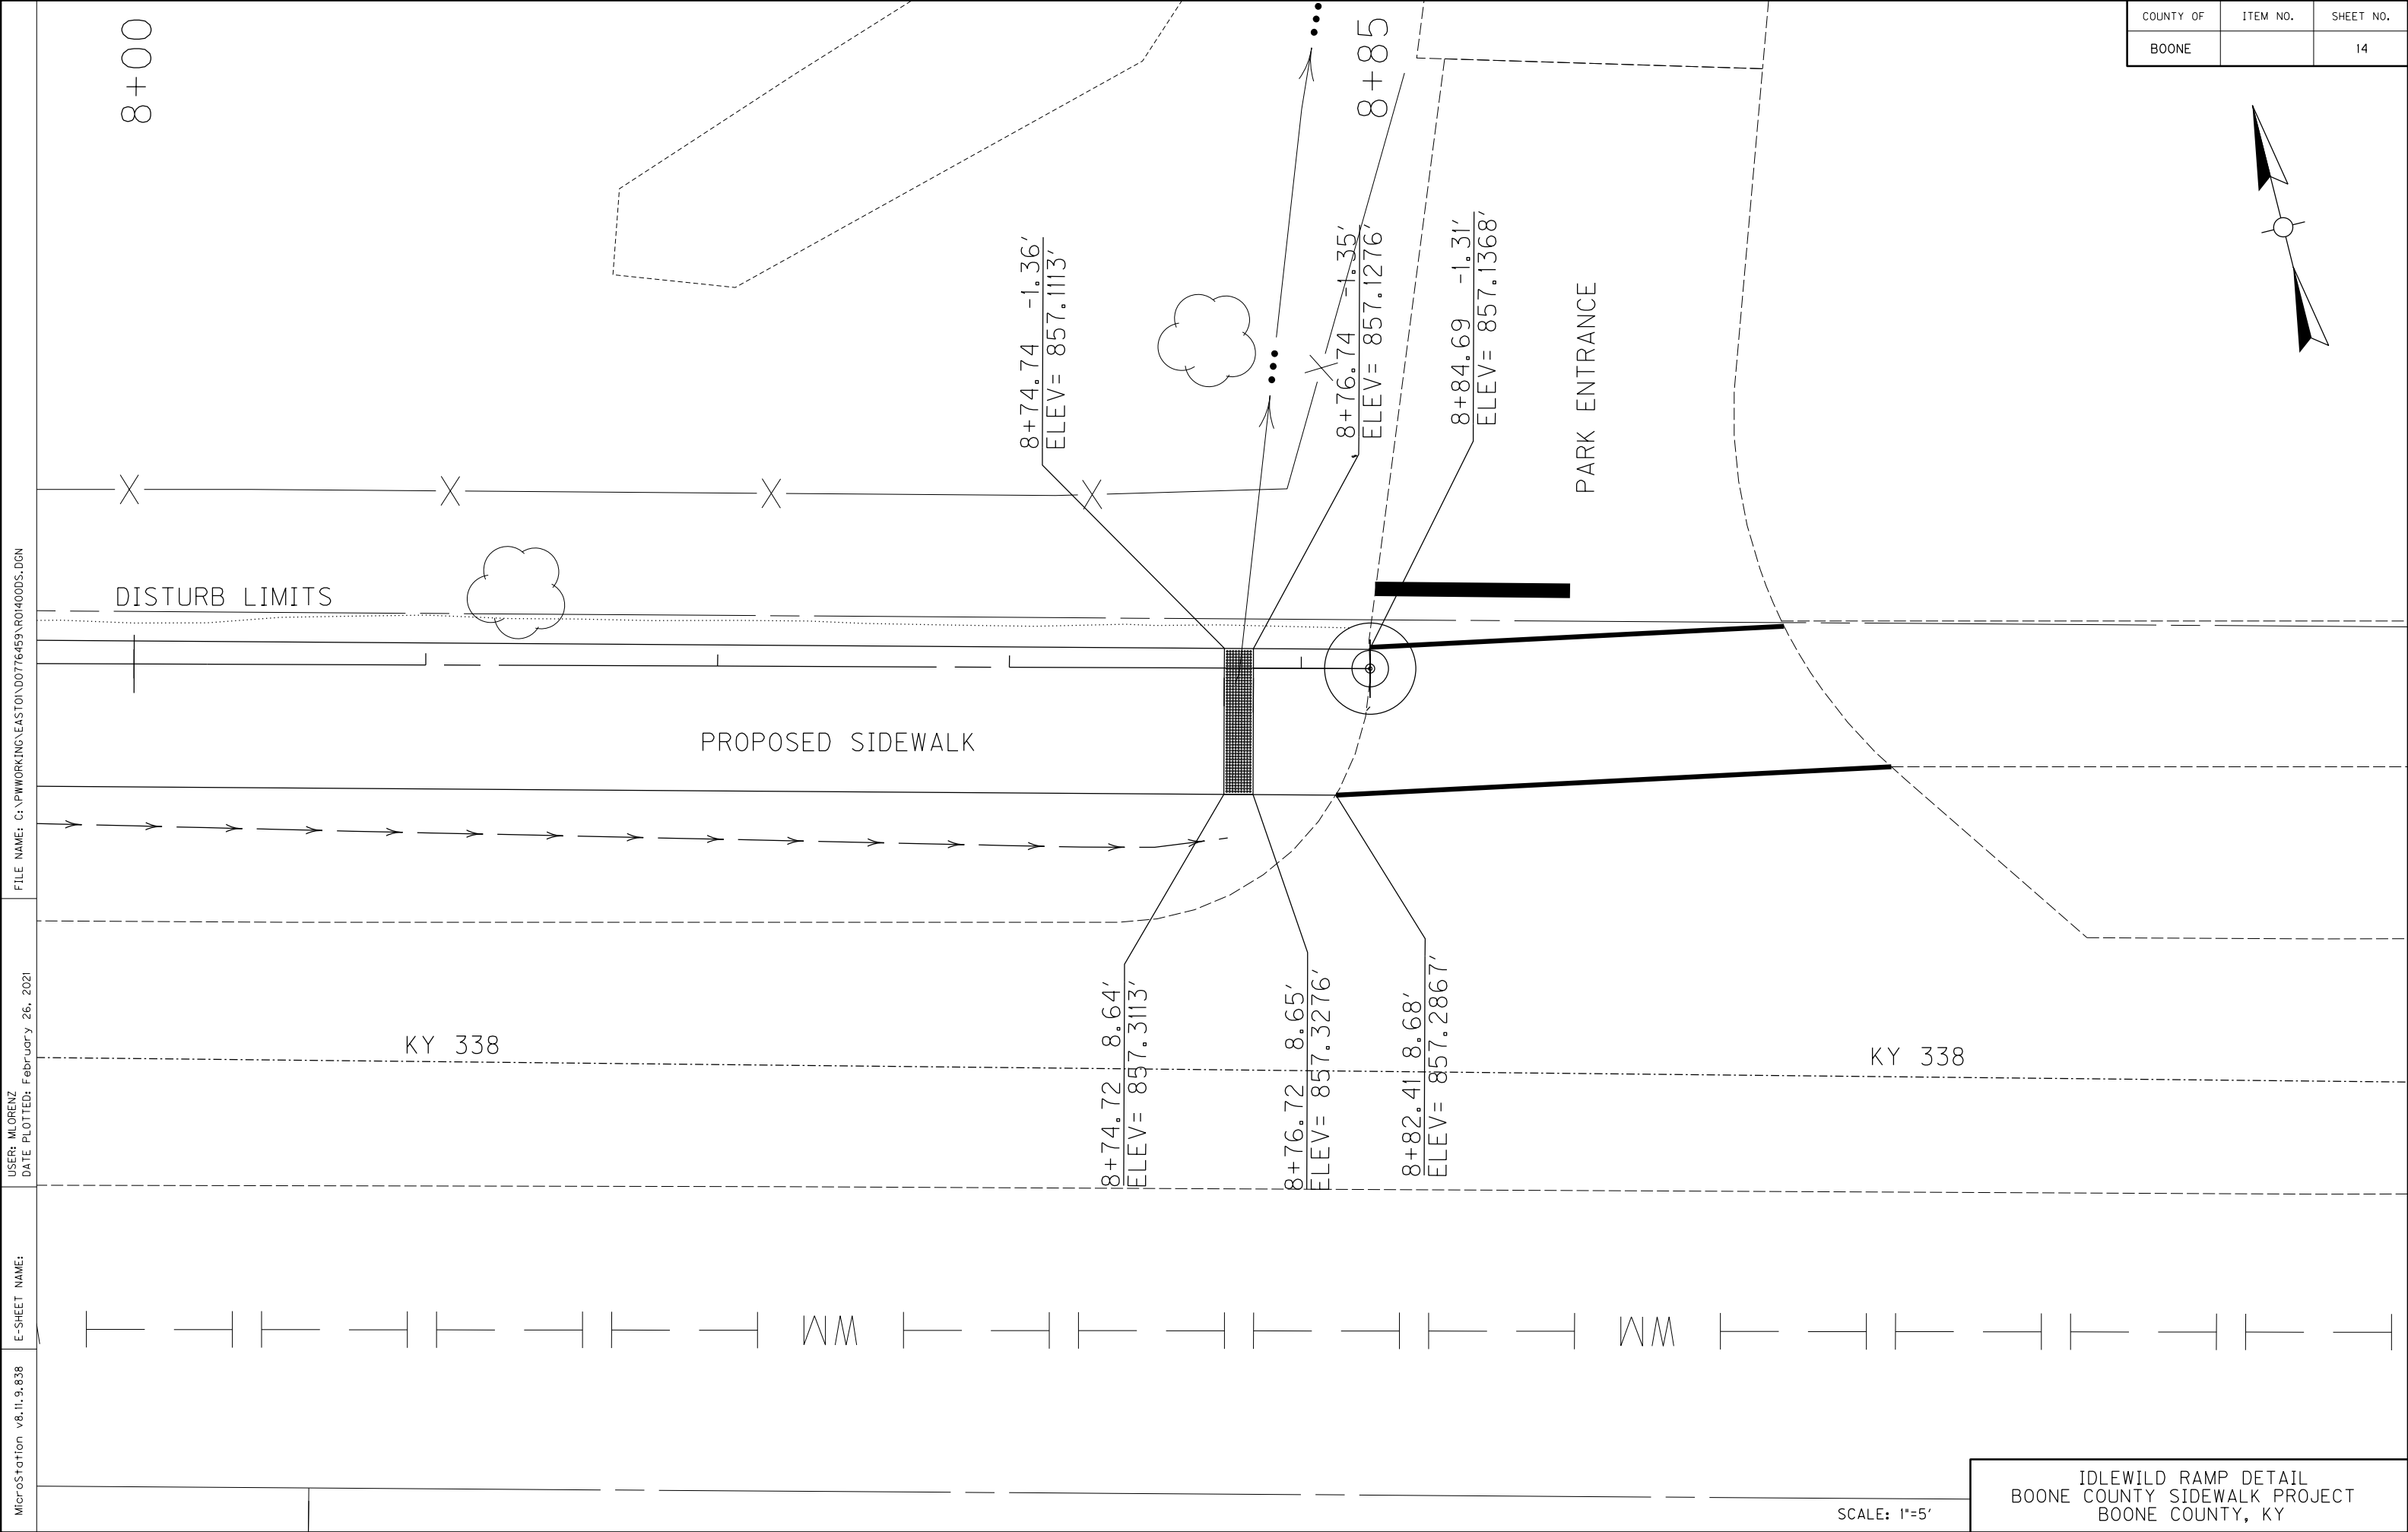 COUNTY OF
ITEM NO.
SHEET NO.
BOONE
14
8+00
8+85
8+74.74 -1.36'
ELEV= 857.1113'
8+76.74 -1.35'
ELEV= 857.1276'
8+84.69 -1.31'
ELEV= 857.1368'
PARK ENTRANCE
X
X
X
X
X
DISTURB LIMITS
PROPOSED SIDEWALK
8+74.72 8.64'
ELEV= 857.3113'
8+76.72 8.65'
ELEV= 857.3276'
8+82.41 8.68'
ELEV= 857.2867'
KY 338
KY 338
WM
WM
FILE NAME: C:\PWWORKING\EAST01\D0776459\R01400DS.DGN
USER: MLORENZ
DATE PLOTTED: February 26, 2021
E-SHEET NAME:
MicroStation v8.11.9.838
SCALE: 1"=5'
IDLEWILD RAMP DETAIL
BOONE COUNTY SIDEWALK PROJECT
BOONE COUNTY, KY